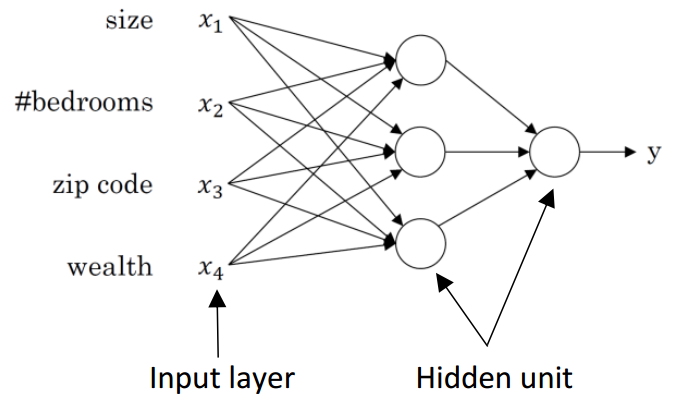 size x₁
#bedrooms x₂
zip code x₃
wealth x₄
y
Input layer
Hidden unit